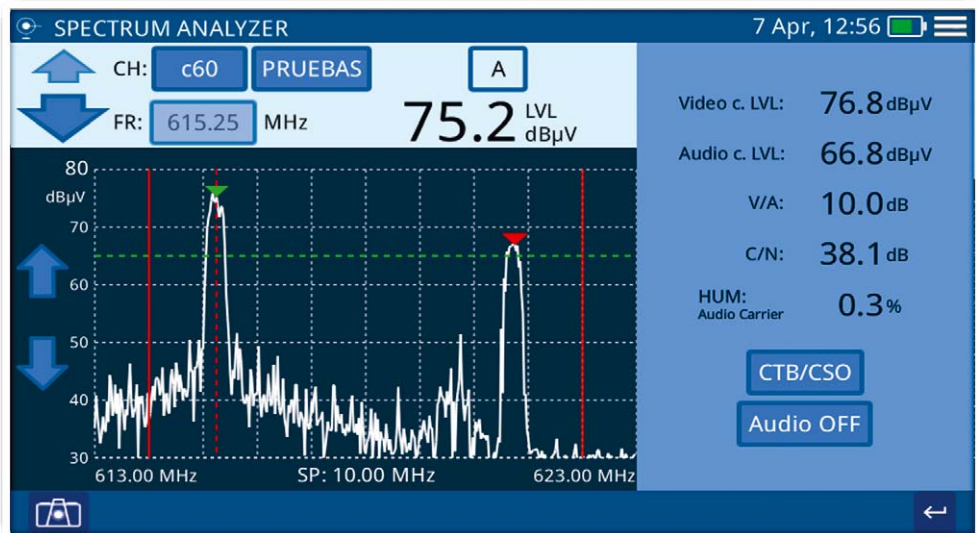 SPECTRUM ANALYZER 7 Apr, 12:56
CH: c60 PRUEBAS A
FR: 615.25 MHz 75.2 LVL dBμV
Video c. LVL: 76.8 dBμV
Audio c. LVL: 66.8 dBμV
V/A: 10.0 dB
C/N: 38.1 dB
HUM: Audio Carrier 0.3 %
CTB/CSO
Audio OFF
80
dBμV
70
60
50
40
30
613.00 MHz SP: 10.00 MHz 623.00 MHz